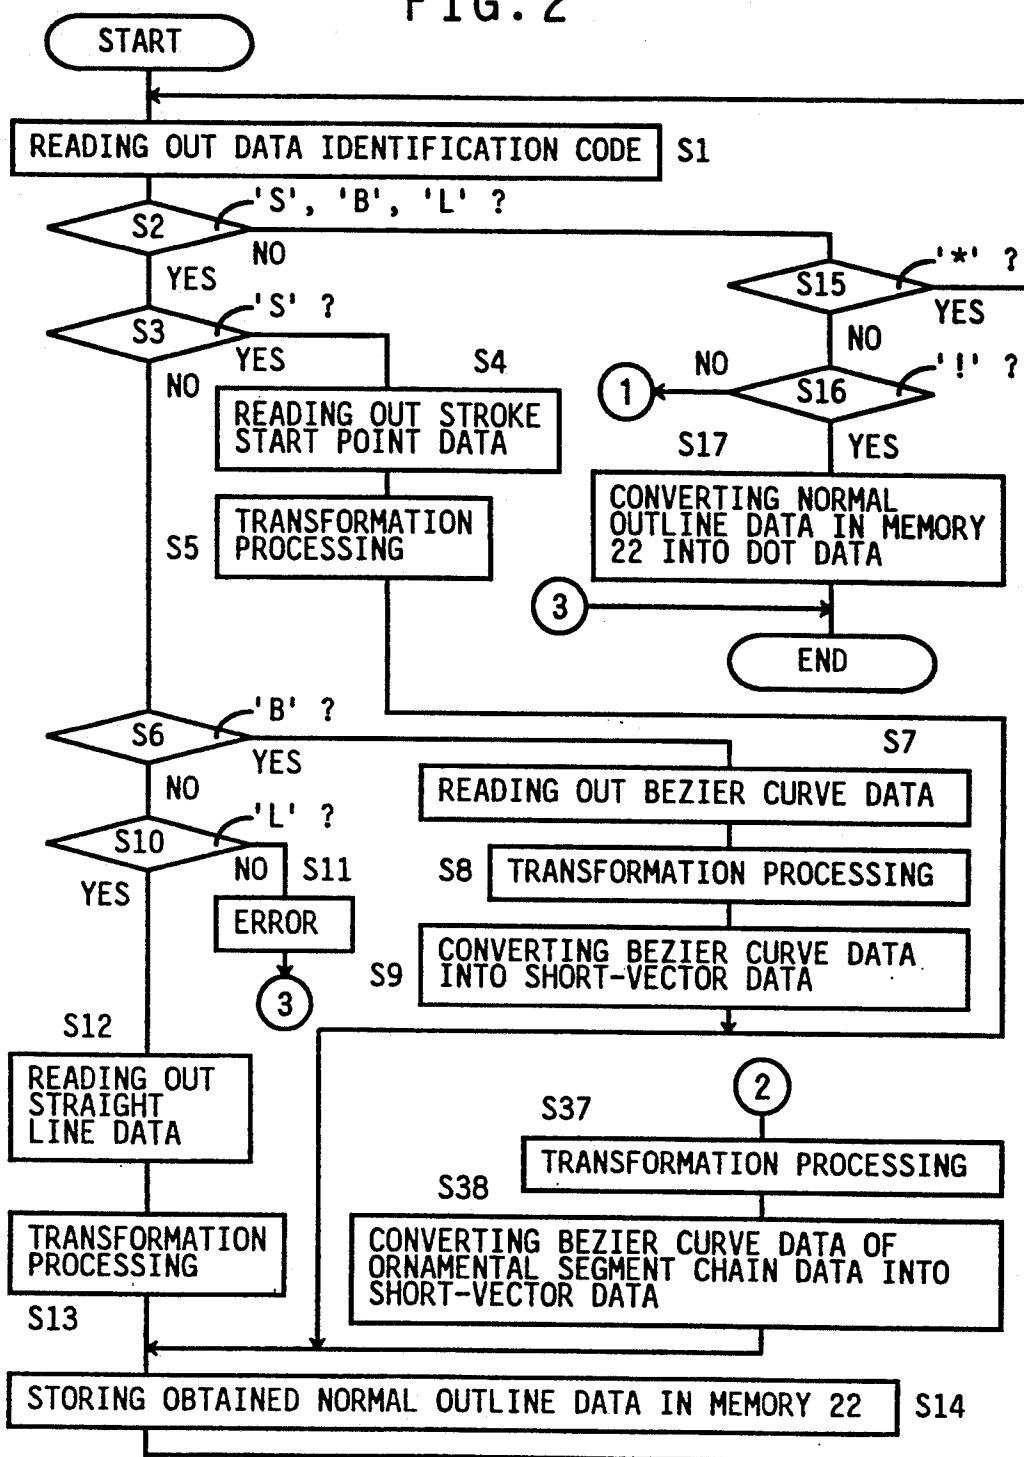 FIG.2
START
READING OUT DATA IDENTIFICATION CODE
S1
'S', 'B', 'L' ?
S2
NO
YES
'*' ?
S15
YES
NO
'S' ?
S3
YES
NO
S4
READING OUT STROKE
START POINT DATA
NO
'!' ?
1
S16
YES
S17
CONVERTING NORMAL
OUTLINE DATA IN MEMORY
22 INTO DOT DATA
S5
TRANSFORMATION
PROCESSING
3
END
'B' ?
S6
YES
NO
S7
READING OUT BEZIER CURVE DATA
'L' ?
S10
NO
YES
S11
ERROR
3
S8
TRANSFORMATION PROCESSING
S9
CONVERTING BEZIER CURVE DATA
INTO SHORT-VECTOR DATA
S12
READING OUT
STRAIGHT
LINE DATA
2
S37
TRANSFORMATION PROCESSING
S38
CONVERTING BEZIER CURVE DATA OF
ORNAMENTAL SEGMENT CHAIN DATA INTO
SHORT-VECTOR DATA
TRANSFORMATION
PROCESSING
S13
STORING OBTAINED NORMAL OUTLINE DATA IN MEMORY 22
S14